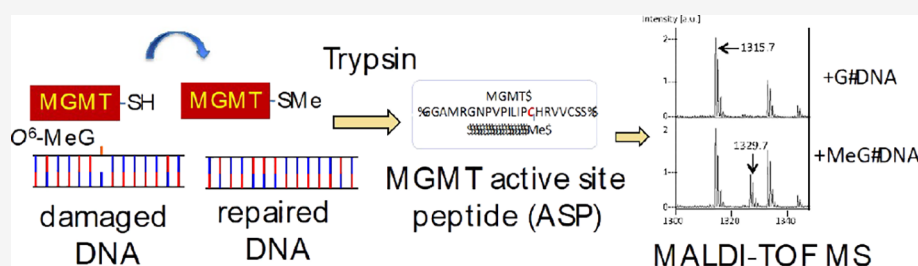 MGMT-SH
MGMT-SMe
O⁶-MeG
damaged
DNA
repaired
DNA
Trypsin
MGMT$
%GGAMRGNPVPILIPCHRVVCSS%
Me$
MGMT active site
peptide (ASP)
Intensity [a.u.]
2
1
0
1315.7
+G#DNA
2
1
0
1329.7
+MeG#DNA
1300
1320
1340
MALDI-TOF MS